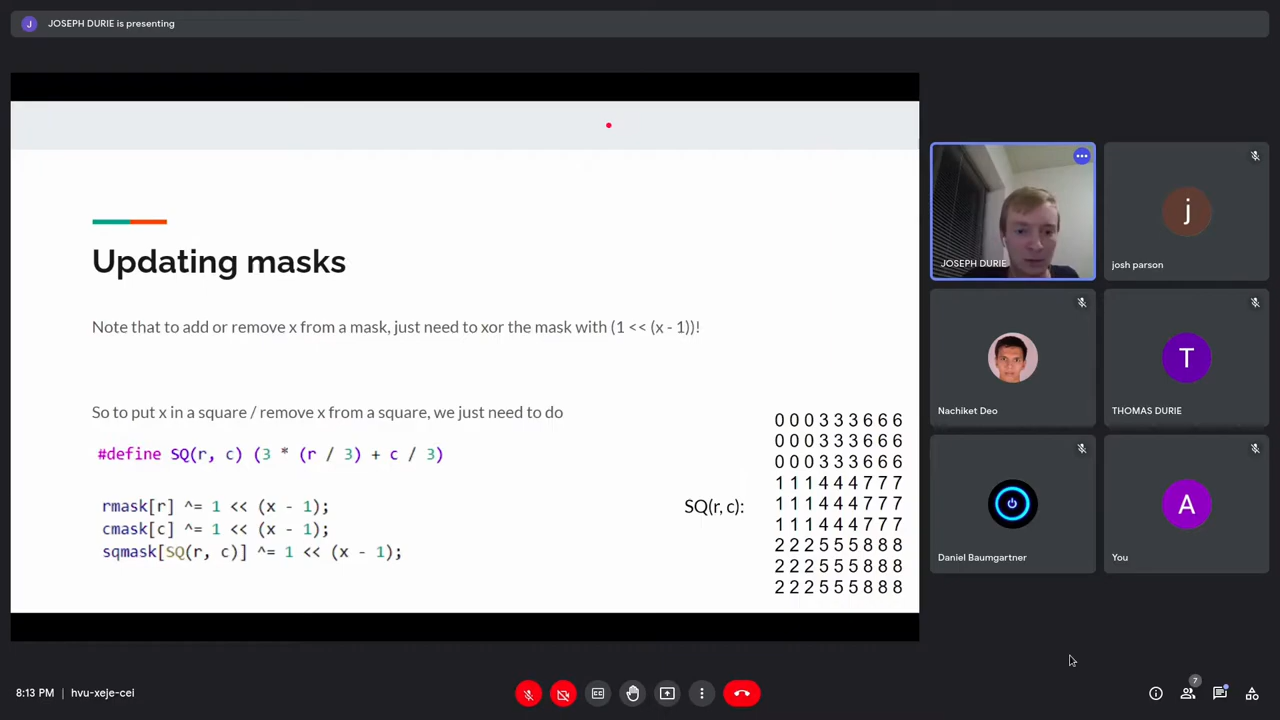 J JOSEPH DURIE is presenting
Updating masks
Note that to add or remove x from a mask, just need to xor the mask with (1 << (x - 1))!
So to put x in a square / remove x from a square, we just need to do
#define SQ(r, c) (3 * (r / 3) + c / 3)
rmask[r] ^= 1 << (x - 1);
cmask[c] ^= 1 << (x - 1);
sqmask[SQ(r, c)] ^= 1 << (x - 1);
SQ(r, c):
0 0 0 3 3 3 6 6 6
0 0 0 3 3 3 6 6 6
0 0 0 3 3 3 6 6 6
1 1 1 4 4 4 7 7 7
1 1 1 4 4 4 7 7 7
1 1 1 4 4 4 7 7 7
2 2 2 5 5 5 8 8 8
2 2 2 5 5 5 8 8 8
2 2 2 5 5 5 8 8 8
JOSEPH DURIE
j
josh parson
Nachiket Deo
T
THOMAS DURIE
Daniel Baumgartner
A
You
8:13 PM | hvu-xeje-cei
CC
7